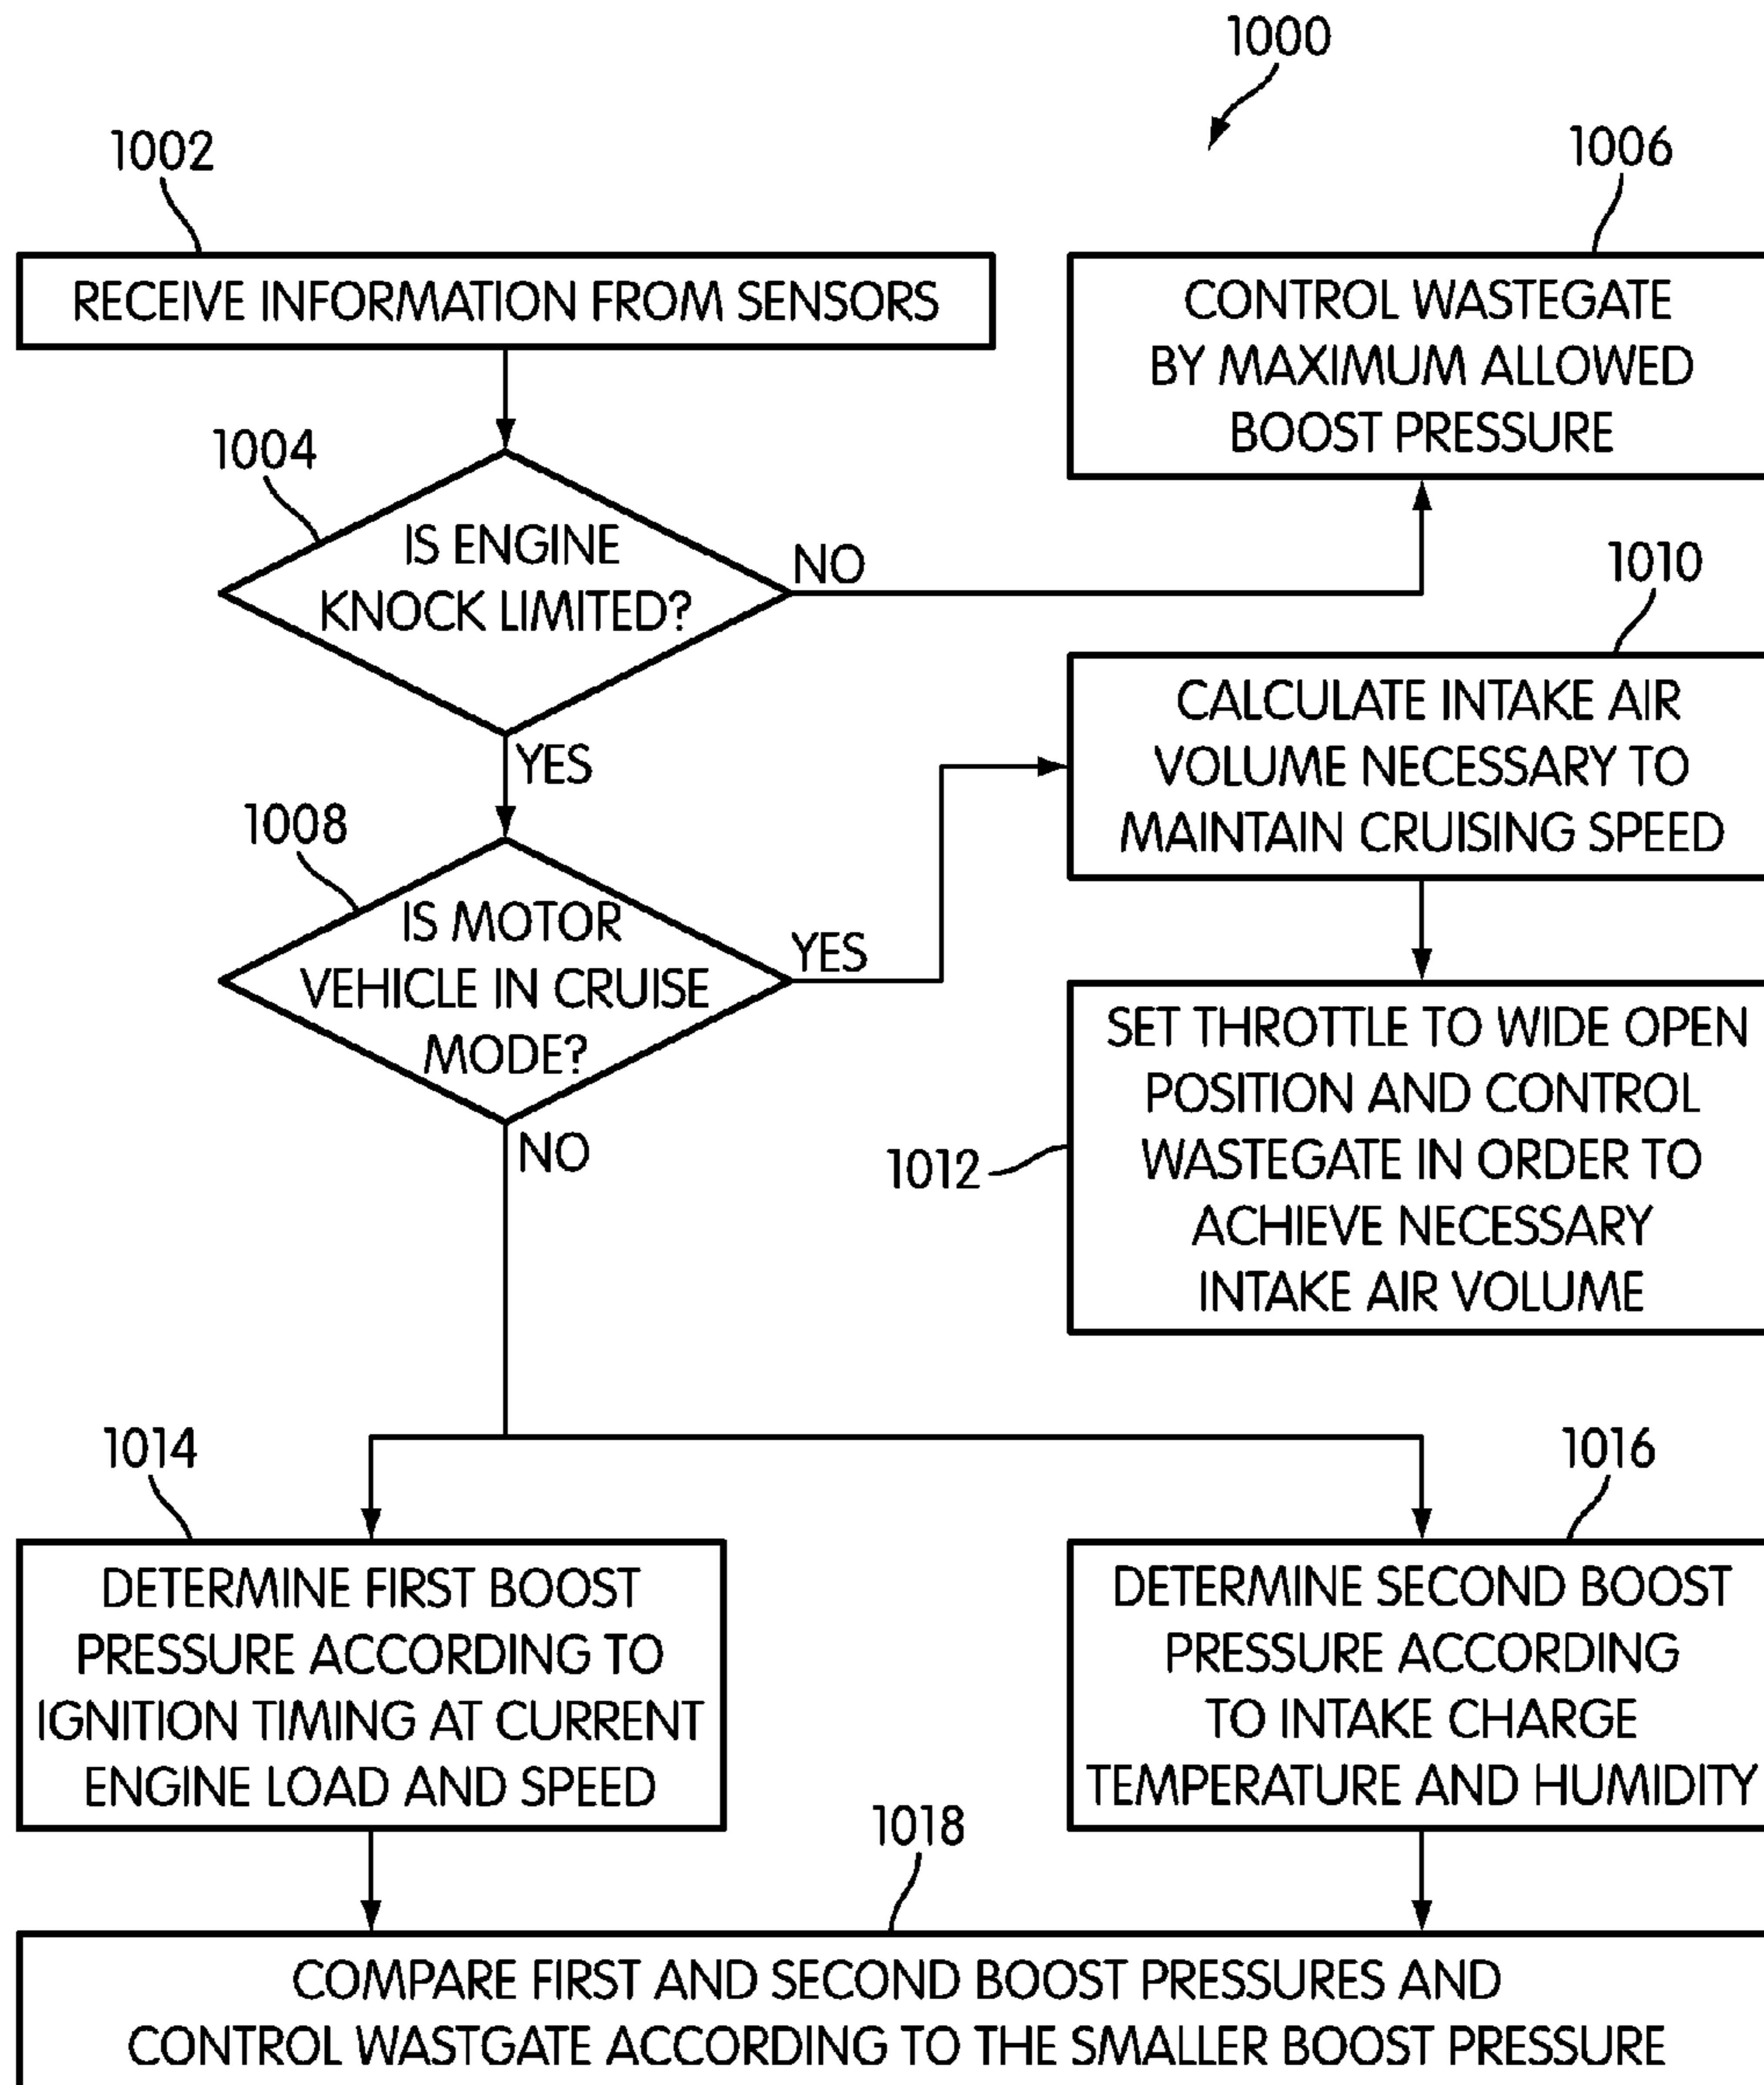 1000
1002
RECEIVE INFORMATION FROM SENSORS
1006
CONTROL WASTEGATE
BY MAXIMUM ALLOWED
BOOST PRESSURE
1004
IS ENGINE
KNOCK LIMITED?
NO
YES
1008
IS MOTOR
VEHICLE IN CRUISE
MODE?
YES
NO
1010
CALCULATE INTAKE AIR
VOLUME NECESSARY TO
MAINTAIN CRUISING SPEED
1012
SET THROTTLE TO WIDE OPEN
POSITION AND CONTROL
WASTEGATE IN ORDER TO
ACHIEVE NECESSARY
INTAKE AIR VOLUME
1014
DETERMINE FIRST BOOST
PRESSURE ACCORDING TO
IGNITION TIMING AT CURRENT
ENGINE LOAD AND SPEED
1016
DETERMINE SECOND BOOST
PRESSURE ACCORDING
TO INTAKE CHARGE
TEMPERATURE AND HUMIDITY
1018
COMPARE FIRST AND SECOND BOOST PRESSURES AND
CONTROL WASTGATE ACCORDING TO THE SMALLER BOOST PRESSURE